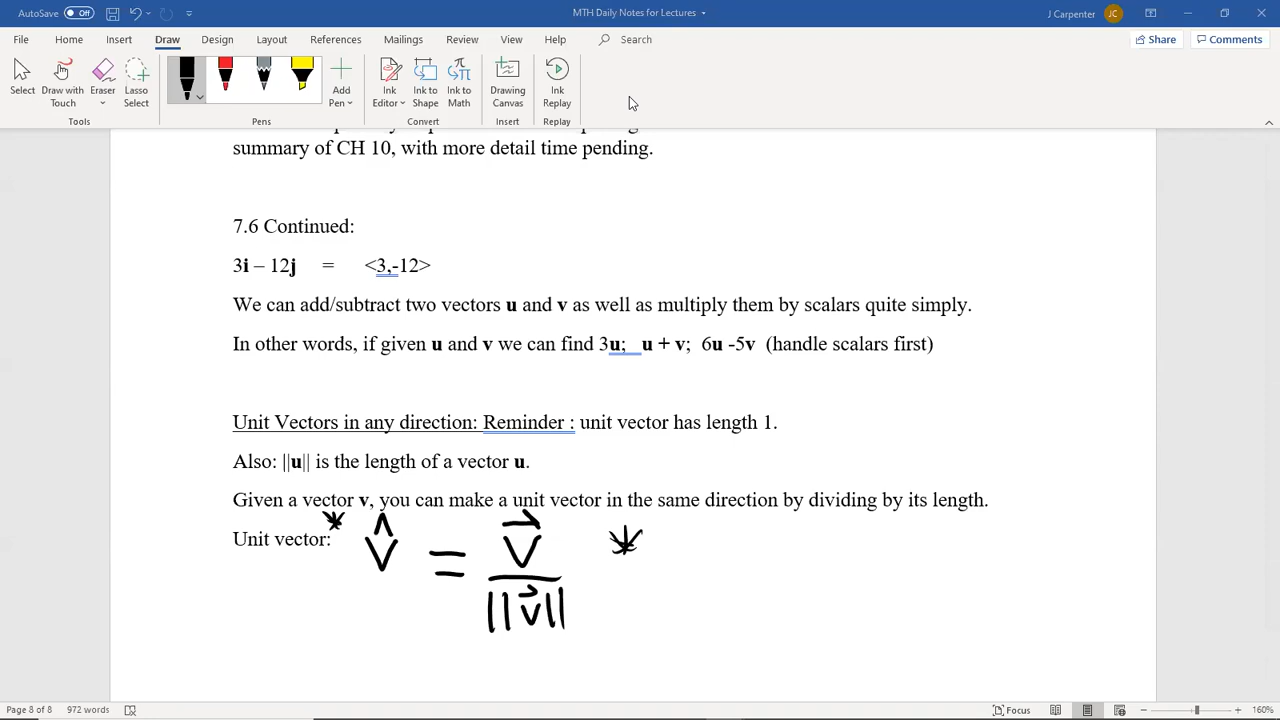 AutoSave Off MTH Daily Notes for Lectures J Carpenter JC
File Home Insert Draw Design Layout References Mailings Review View Help Search Share Comments
Select Draw with Touch Eraser Lasso Select Add Pen Ink Editor Ink to Shape Ink to Math Drawing Canvas Ink Replay
Tools Pens Convert Insert Replay
summary of CH 10, with more detail time pending.
7.6 Continued:
3i – 12j = <3,-12>
We can add/subtract two vectors u and v as well as multiply them by scalars quite simply.
In other words, if given u and v we can find 3u; u + v; 6u -5v (handle scalars first)
Unit Vectors in any direction: Reminder : unit vector has length 1.
Also: ||u|| is the length of a vector u.
Given a vector v, you can make a unit vector in the same direction by dividing by its length.
Unit vector: * v̂ = v⃗ *
||v⃗||
Page 8 of 8 972 words Focus 160%